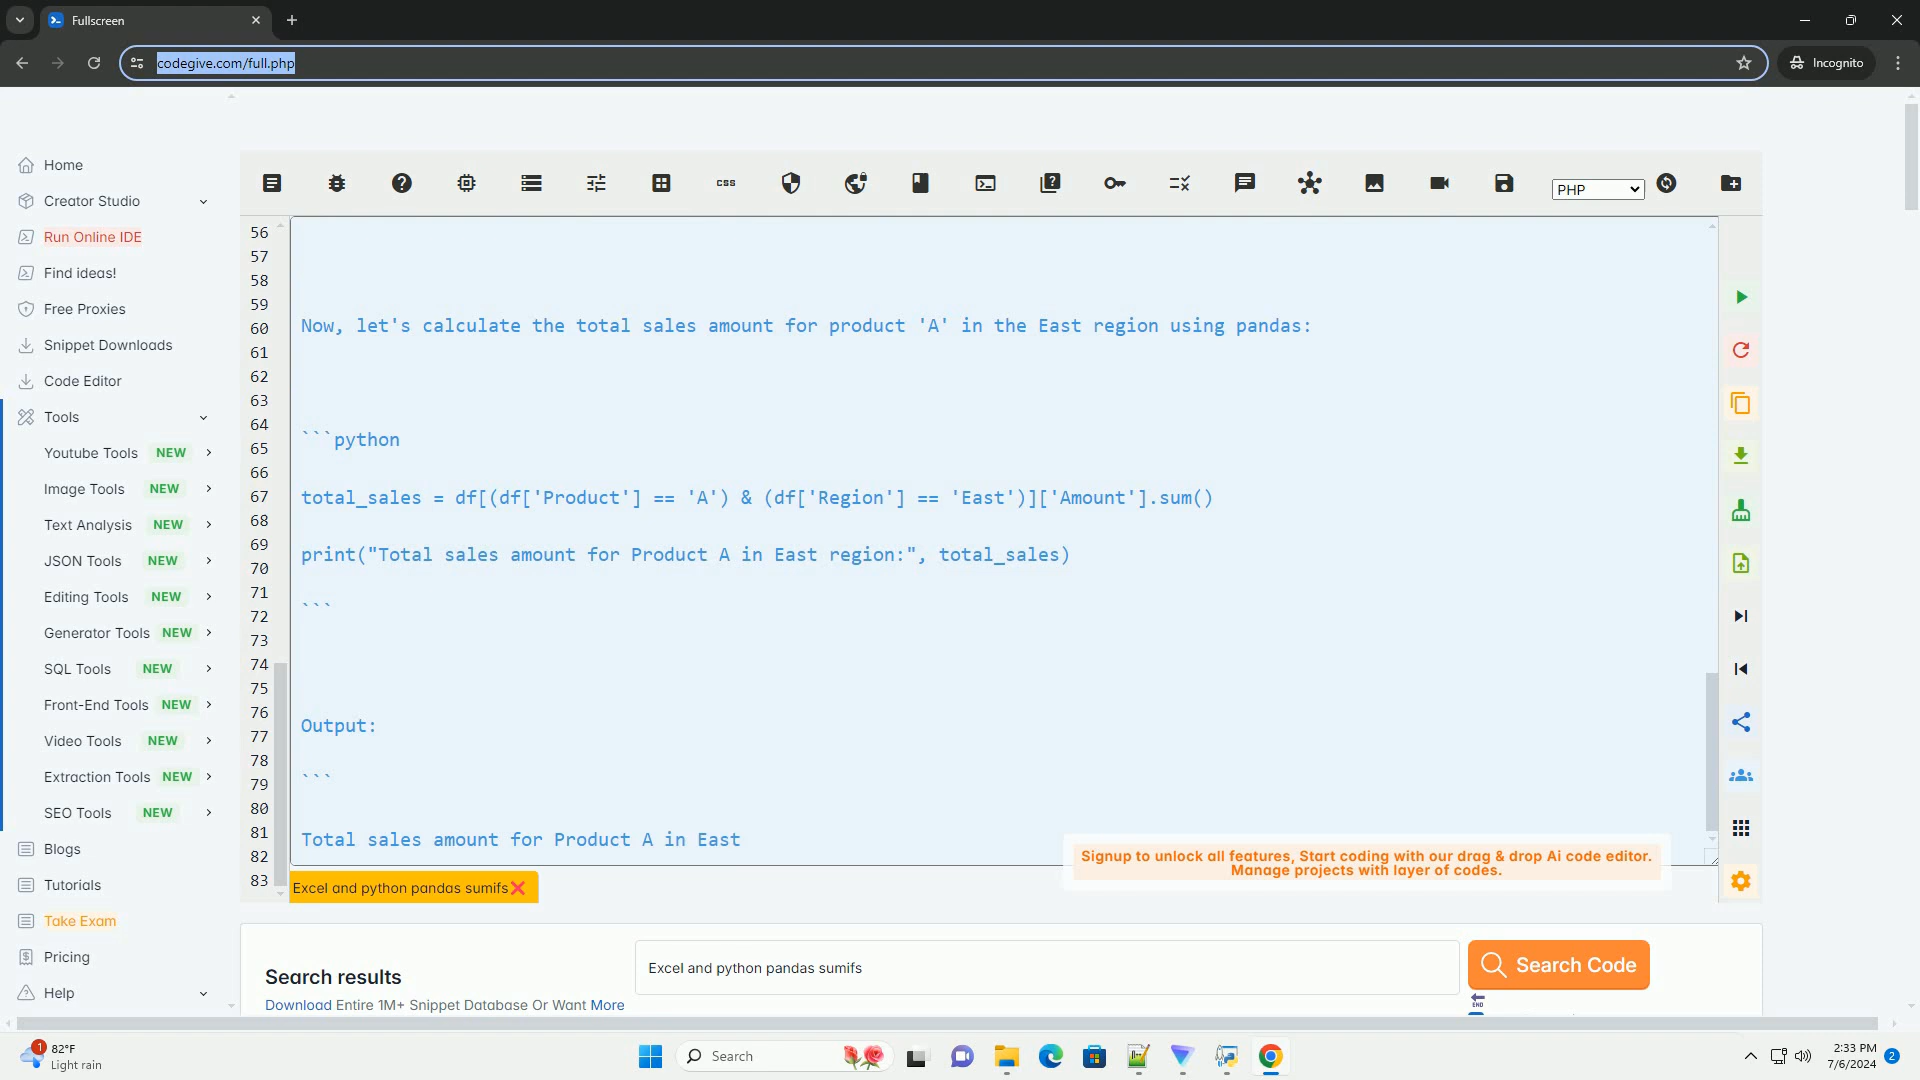 Fullscreen
codegive.com/full.php
Incognito
Home
Creator Studio
Run Online IDE
Find ideas!
Free Proxies
Snippet Downloads
Code Editor
Tools
Youtube Tools NEW
Image Tools NEW
Text Analysis NEW
JSON Tools NEW
Editing Tools NEW
Generator Tools NEW
SQL Tools NEW
Front-End Tools NEW
Video Tools NEW
Extraction Tools NEW
SEO Tools NEW
Blogs
Tutorials
Take Exam
Pricing
Help
css
PHP
56
57
58
59
60
61
62
63
64
65
66
67
68
69
70
71
72
73
74
75
76
77
78
79
80
81
82
83
Now, let's calculate the total sales amount for product 'A' in the East region using pandas:
```python
total_sales = df[(df['Product'] == 'A') & (df['Region'] == 'East')]['Amount'].sum()
print("Total sales amount for Product A in East region:", total_sales)
```
Output:
```
Total sales amount for Product A in East
Signup to unlock all features, Start coding with our drag & drop Ai code editor.
Manage projects with layer of codes.
Excel and python pandas sumifs
Search results
Download Entire 1M+ Snippet Database Or Want More
Excel and python pandas sumifs
Search Code
END
1
82°F
Light rain
Search
2:33 PM
7/6/2024
2